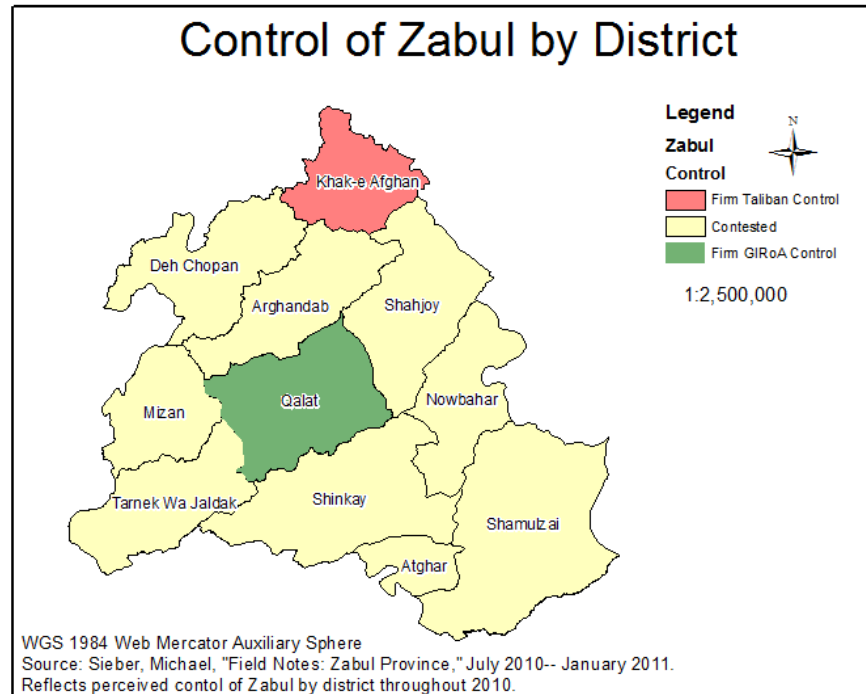 Control of Zabul by District
Legend
N
Zabul
Control
Firm Taliban Control
Contested
Firm GIRoA Control
1:2,500,000
Khak-e Afghan
Deh Chopan
Arghandab
Shahjoy
Mizan
Qalat
Nowbahar
Tarnek Wa Jaldak
Shinkay
Shamulzai
Atghar
WGS 1984 Web Mercator Auxiliary Sphere
Source: Sieber, Michael, "Field Notes: Zabul Province," July 2010-- January 2011.
Reflects perceived contol of Zabul by district throughout 2010.